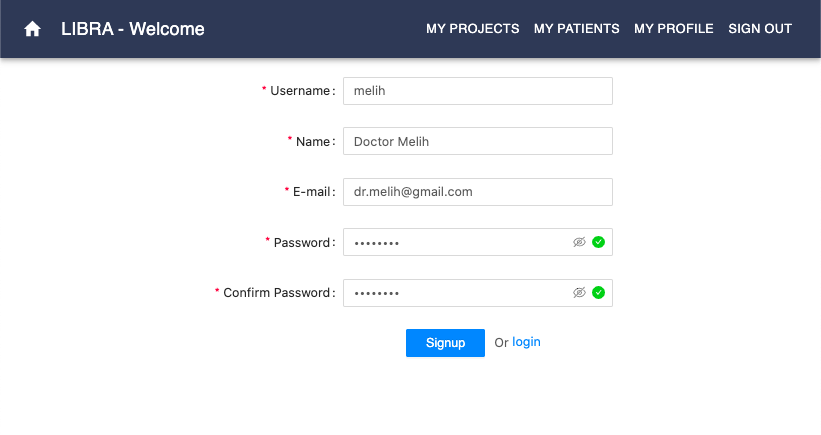 LIBRA - Welcome MY PROJECTS MY PATIENTS MY PROFILE SIGN OUT
* Username: melih
* Name: Doctor Melih
* E-mail: dr.melih@gmail.com
* Password: ••••••••
* Confirm Password: ••••••••
Signup Or login